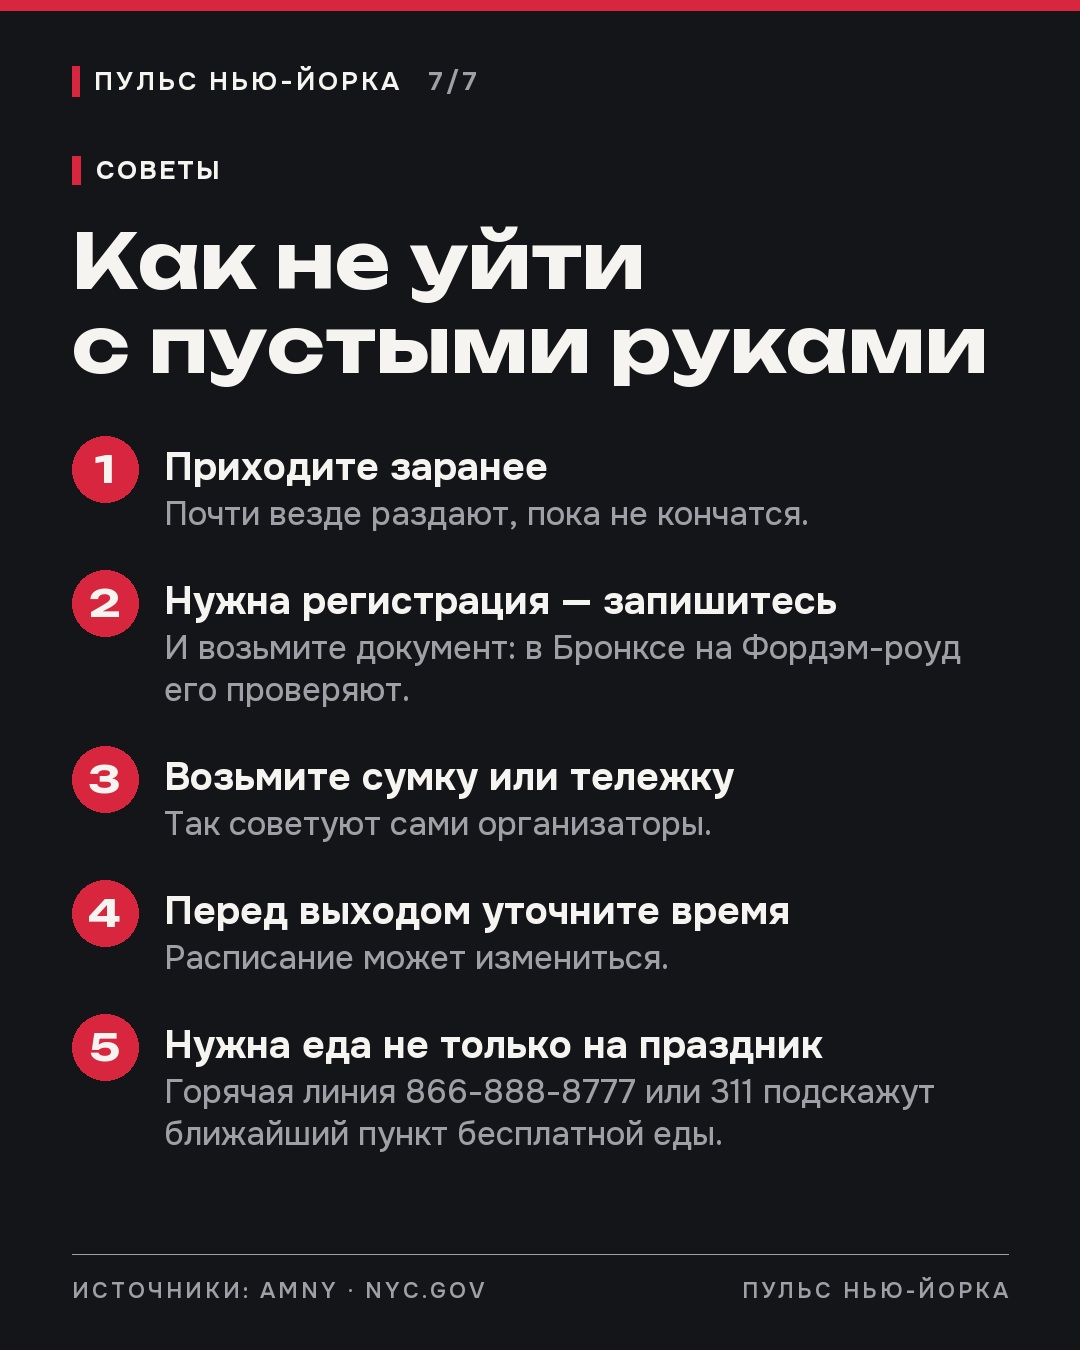 ПУЛЬС НЬЮ-ЙОРКА 7/7
СОВЕТЫ
Как не уйти
с пустыми руками
1 Приходите заранее
Почти везде раздают, пока не кончатся.
2 Нужна регистрация — запишитесь
И возьмите документ: в Бронксе на Фордэм-роуд
его проверяют.
3 Возьмите сумку или тележку
Так советуют сами организаторы.
4 Перед выходом уточните время
Расписание может измениться.
5 Нужна еда не только на праздник
Горячая линия 866-888-8777 или 311 подскажут
ближайший пункт бесплатной еды.
ИСТОЧНИКИ: AMNY · NYC.GOV
ПУЛЬС НЬЮ-ЙОРКА